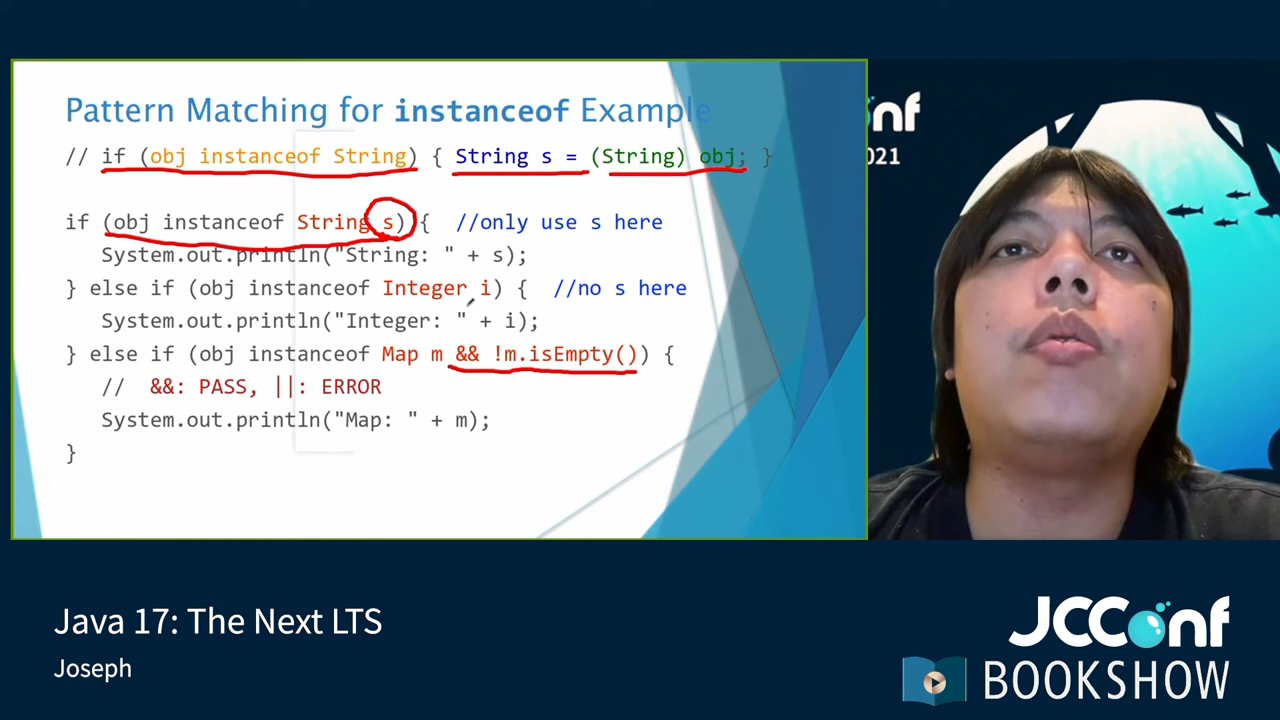 Pattern Matching for instanceof Example
// if (obj instanceof String) { String s = (String) obj; }
if (obj instanceof String s) { //only use s here
System.out.println("String: " + s);
} else if (obj instanceof Integer i) { //no s here
System.out.println("Integer: " + i);
} else if (obj instanceof Map m && !m.isEmpty()) {
// &&: PASS, ||: ERROR
System.out.println("Map: " + m);
}
nf
021
Java 17: The Next LTS
Joseph
JCConf
BOOKSHOW